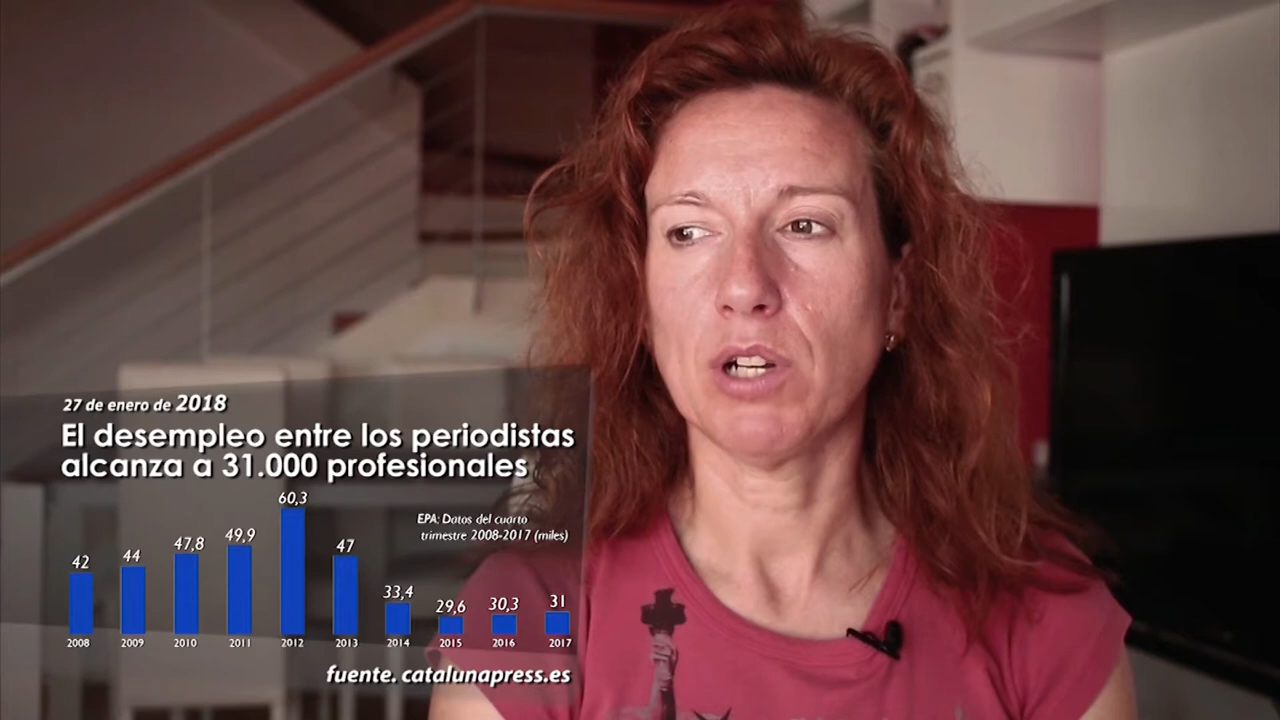 27 de enero de 2018
El desempleo entre los periodistas
alcanza a 31.000 profesionales
60,3
EPA: Datos del cuarto
trimestre 2008-2017 (miles)
42 44 47,8 49,9 47 33,4 29,6 30,3 31
2008 2009 2010 2011 2012 2013 2014 2015 2016 2017
fuente. catalunapress.es